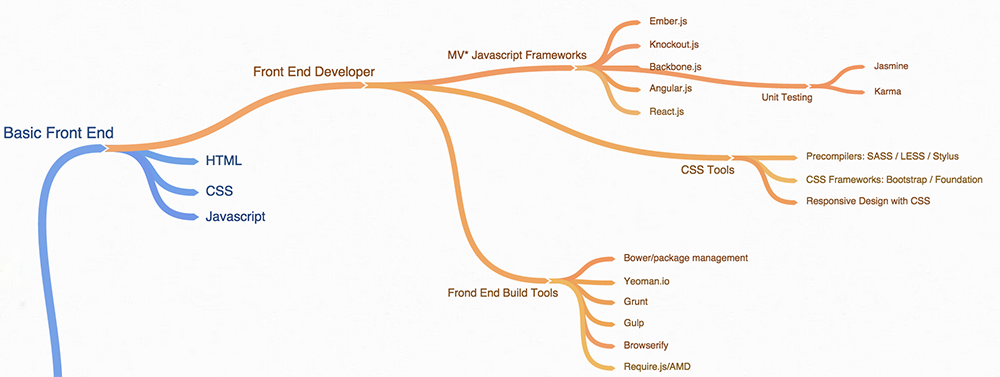 Basic Front End
HTML
CSS
Javascript
Front End Developer
MV* Javascript Frameworks
Ember.js
Knockout.js
Backbone.js
Angular.js
React.js
Unit Testing
Jasmine
Karma
CSS Tools
Precompilers: SASS / LESS / Stylus
CSS Frameworks: Bootstrap / Foundation
Responsive Design with CSS
Frond End Build Tools
Bower/package management
Yeoman.io
Grunt
Gulp
Browserify
Require.js/AMD